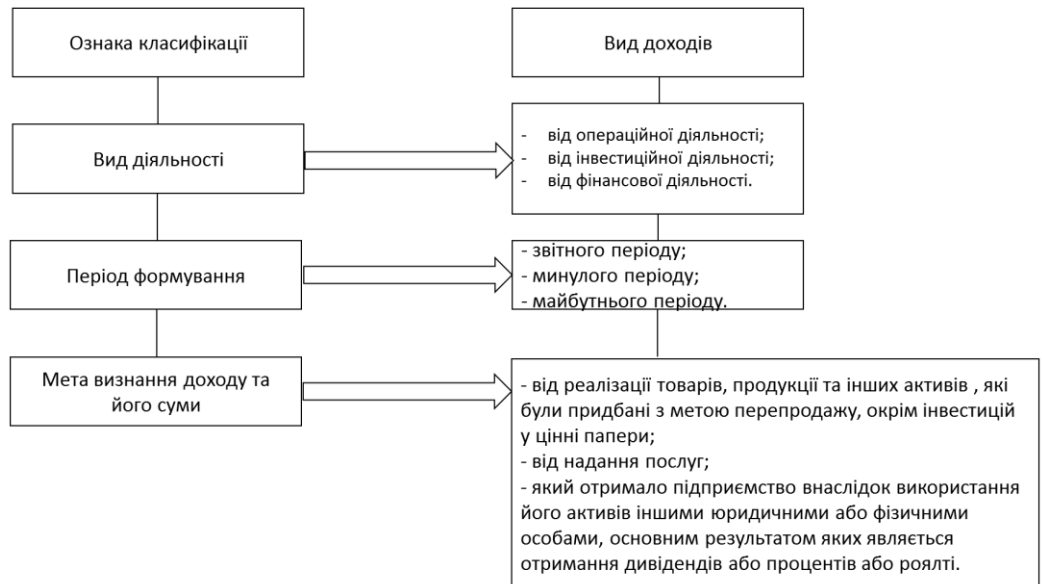 Ознака класифікації
Вид доходів
Вид діяльності
- від операційної діяльності;
- від інвестиційної діяльності;
- від фінансової діяльності.
Період формування
- звітного періоду;
- минулого періоду;
- майбутнього періоду.
Мета визнання доходу та
його суми
- від реалізації товарів, продукції та інших активів , які
були придбані з метою перепродажу, окрім інвестицій
у цінні папери;
- від надання послуг;
- який отримало підприємство внаслідок використання
його активів іншими юридичними або фізичними
особами, основним результатом яких являється
отримання дивідендів або процентів або роялті.